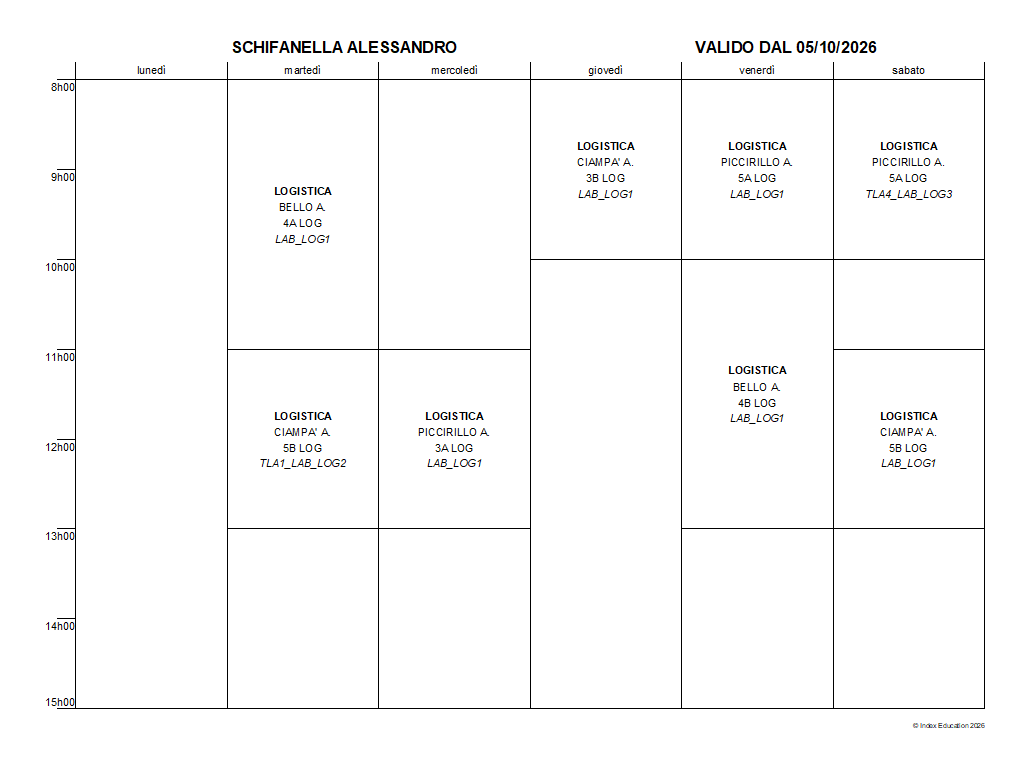 SCHIFANELLA ALESSANDRO
VALIDO DAL 05/10/2026
lunedì
martedì
mercoledì
giovedì
venerdì
sabato
8h00
9h00
10h00
11h00
12h00
13h00
14h00
15h00
LOGISTICA
BELLO A.
4A LOG
LAB_LOG1
LOGISTICA
CIAMPA' A.
5B LOG
TLA1_LAB_LOG2
LOGISTICA
PICCIRILLO A.
3A LOG
LAB_LOG1
LOGISTICA
CIAMPA' A.
3B LOG
LAB_LOG1
LOGISTICA
PICCIRILLO A.
5A LOG
LAB_LOG1
LOGISTICA
BELLO A.
4B LOG
LAB_LOG1
LOGISTICA
PICCIRILLO A.
5A LOG
TLA4_LAB_LOG3
LOGISTICA
CIAMPA' A.
5B LOG
LAB_LOG1
© Index Education 2026